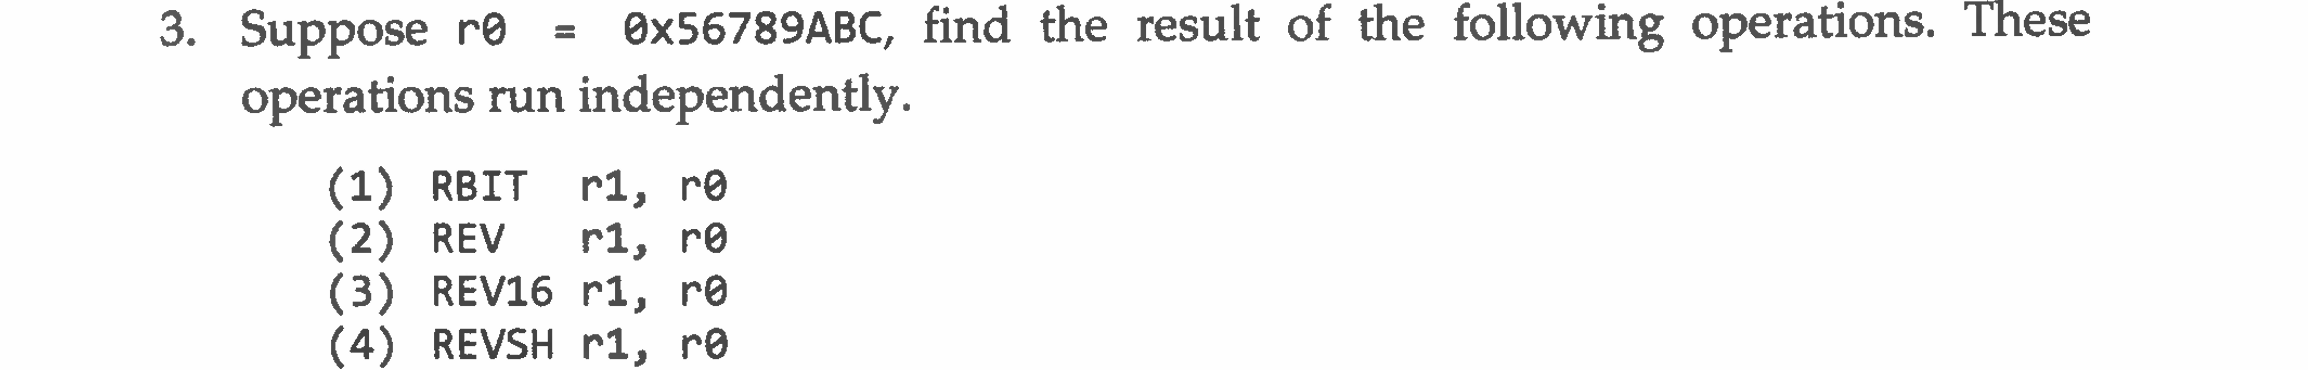 3. Suppose r0 = 0x56789ABC, find the result of the following operations. These
operations run independently.
(1) RBIT r1, r0
(2) REV r1, r0
(3) REV16 r1, r0
(4) REVSH r1, r0